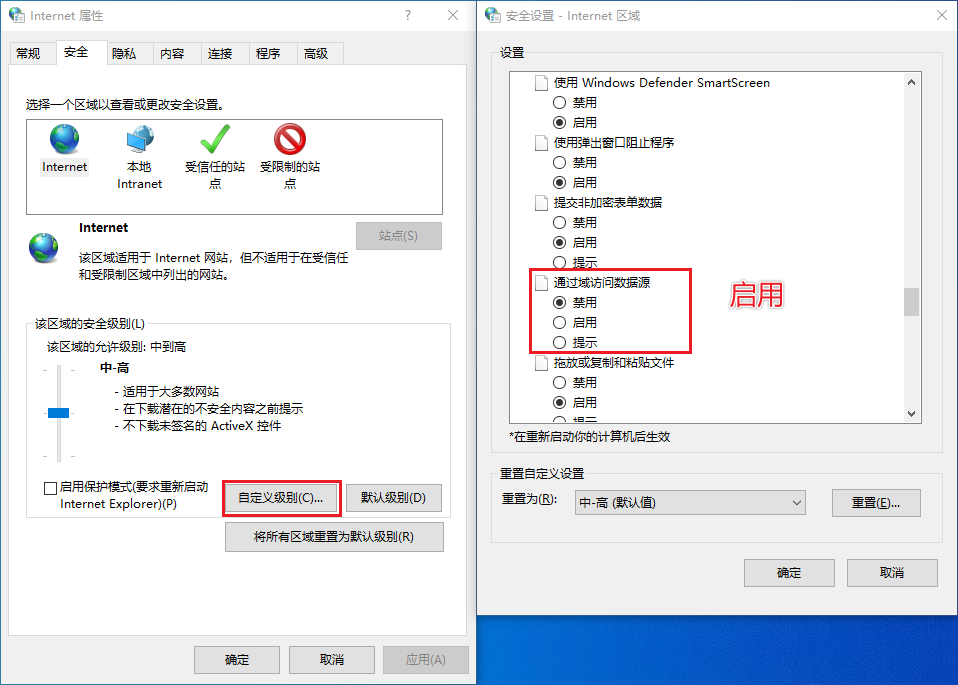 Internet 属性
?
常规
安全
隐私
内容
连接
程序
高级
选择一个区域以查看或更改安全设置。
Internet
本地
Intranet
受信任的站
点
受限制的站
点
Internet
站点(S)
该区域适用于 Internet 网站，但不适用于在受信任
和受限制区域中列出的网站。
该区域的安全级别(L)
该区域的允许级别: 中到高
中-高
- 适用于大多数网站
- 在下载潜在的不安全内容之前提示
- 不下载未签名的 ActiveX 控件
启用保护模式(要求重新启动
Internet Explorer)(P)
自定义级别(C)...
默认级别(D)
将所有区域重置为默认级别(R)
确定
取消
应用(A)
安全设置 - Internet 区域
设置
使用 Windows Defender SmartScreen
禁用
启用
使用弹出窗口阻止程序
禁用
启用
提交非加密表单数据
禁用
启用
提示
通过域访问数据源
禁用
启用
提示
启用
拖放或复制和粘贴文件
禁用
启用
提示
*在重新启动你的计算机后生效
重置自定义设置
重置为(R):
中-高 (默认值)
重置(E)...
确定
取消